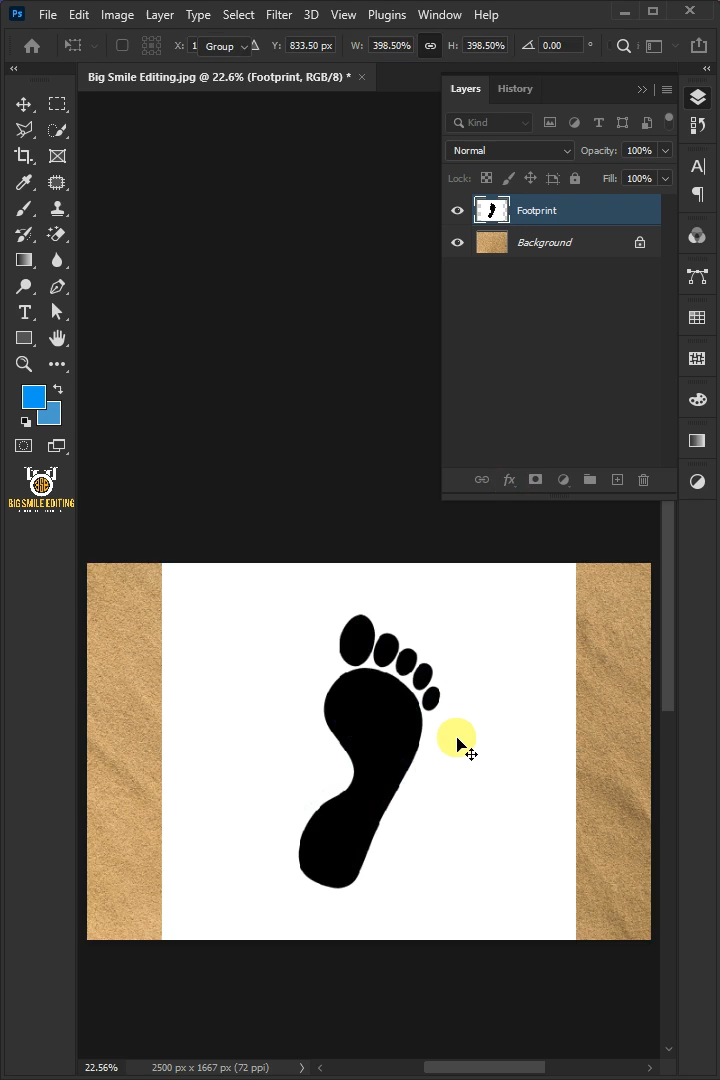 Ps File Edit Image Layer Type Select Filter 3D View Plugins Window Help
X: 1 Group Y: 833.50 px W: 398.50% H: 398.50% 0.00 °
Big Smile Editing.jpg @ 22.6% (Footprint, RGB/8) * ×
Layers History
Kind
Normal Opacity: 100%
Lock: Fill: 100%
Footprint
Background
fx
BIG SMILE EDITING
22.56% 2500 px x 1667 px (72 ppi)